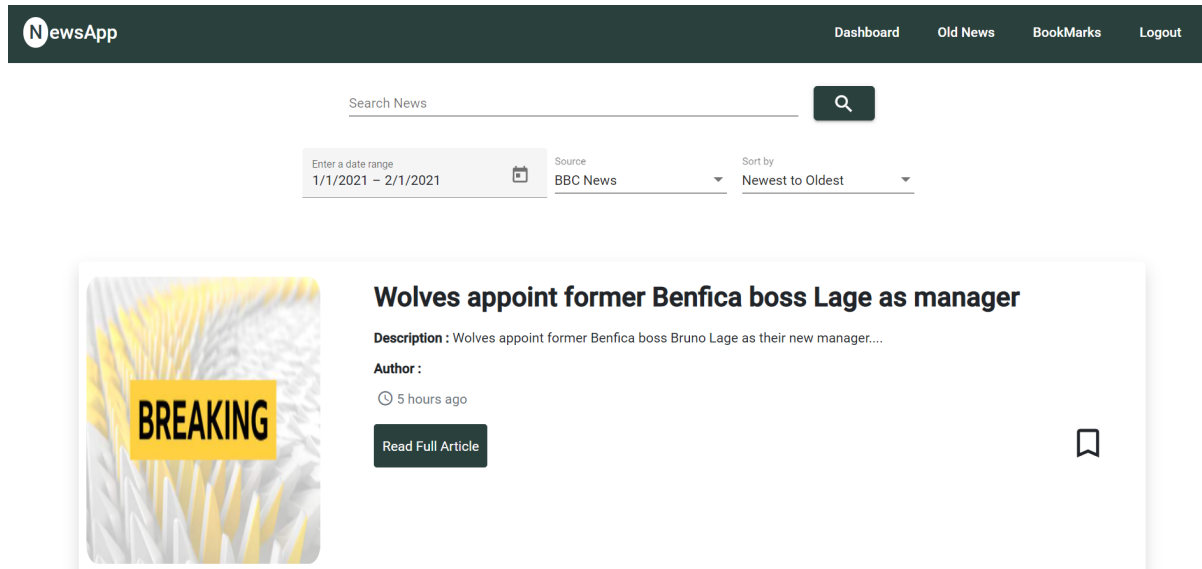 NewsApp Dashboard Old News BookMarks Logout
Search News
Enter a date range Source Sort by
1/1/2021 – 2/1/2021 BBC News Newest to Oldest
Wolves appoint former Benfica boss Lage as manager
Description : Wolves appoint former Benfica boss Bruno Lage as their new manager....
Author :
5 hours ago
BREAKING
Read Full Article